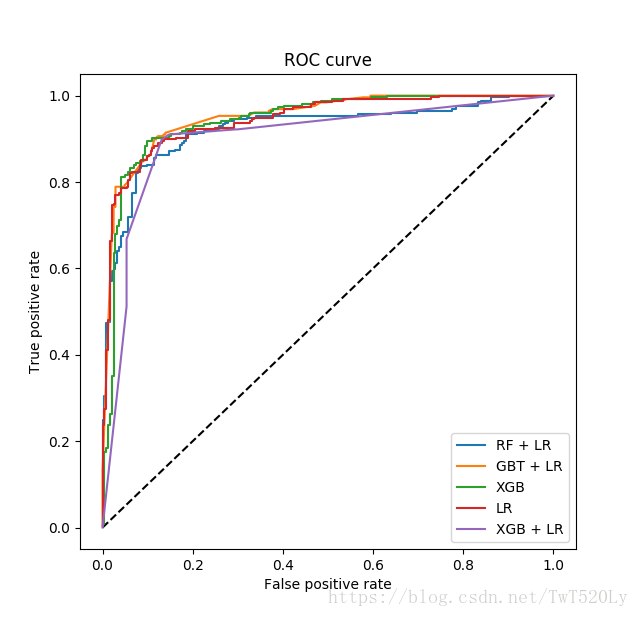 ROC curve
1.0
0.8
0.6
0.4
0.2
0.0
True positive rate
RF + LR
GBT + LR
XGB
LR
XGB + LR
0.0 0.2 0.4 0.6 0.8 1.0
False positive rate
https://blog.csdn.net/TwT520Ly